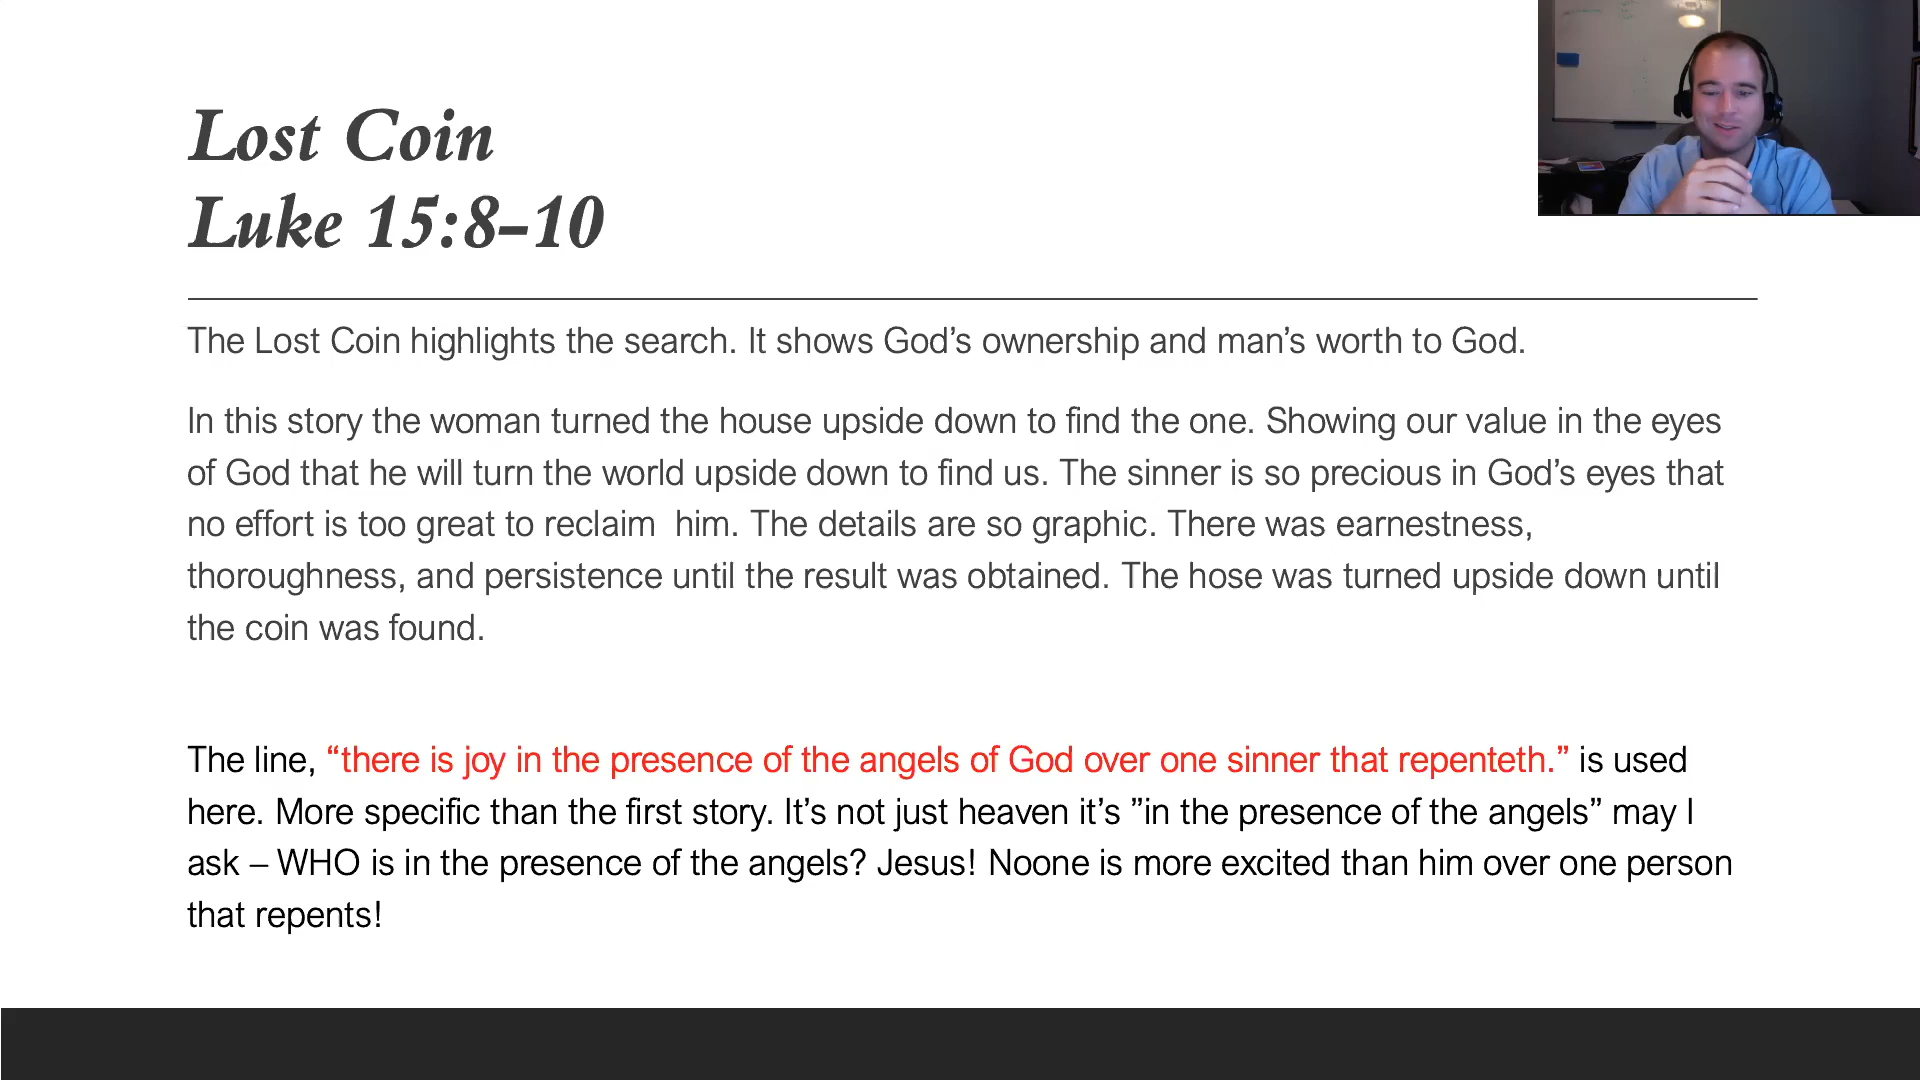 Lost Coin
Luke 15:8–10
The Lost Coin highlights the search. It shows God’s ownership and man’s worth to God.
In this story the woman turned the house upside down to find the one. Showing our value in the eyes
of God that he will turn the world upside down to find us. The sinner is so precious in God’s eyes that
no effort is too great to reclaim  him. The details are so graphic. There was earnestness,
thoroughness, and persistence until the result was obtained. The hose was turned upside down until
the coin was found.
The line, “there is joy in the presence of the angels of God over one sinner that repenteth.” is used
here. More specific than the first story. It’s not just heaven it’s ”in the presence of the angels” may I
ask – WHO is in the presence of the angels? Jesus! Noone is more excited than him over one person
that repents!